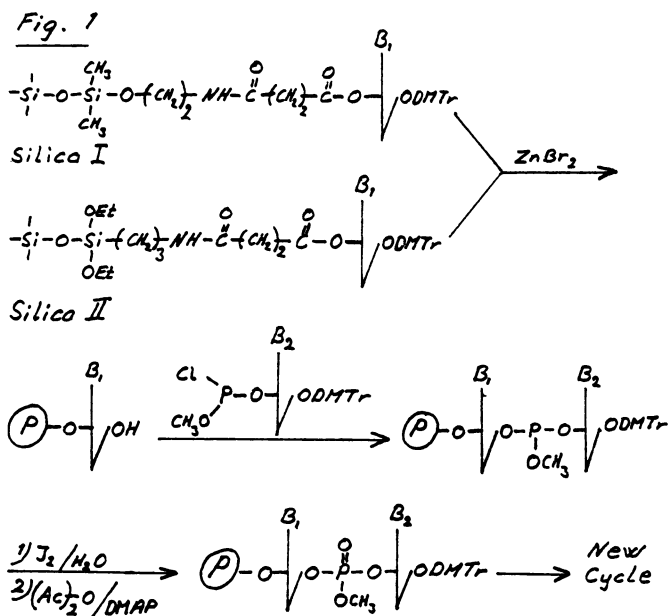 Fig. 1
B₁
-Si-O-Si-O-(CH₂)₂-NH-C-(CH₂)₂-C-O ODMTr
CH₃ O O
CH₃
Silica I
ZnBr₂
B₁
-Si-O-Si-(CH₂)₃-NH-C-(CH₂)₂-C-O- ODMTr
OEt O O
OEt
Silica II
B₁
P-O OH
B₂
Cl
P-O ODMTr
CH₃O
B₁ B₂
P-O O-P-O ODMTr
OCH₃
1) J₂/H₂O
2)(Ac)₂O/DMAP
B₁ O B₂
P-O O-P-O ODMTr
OCH₃
New
Cycle